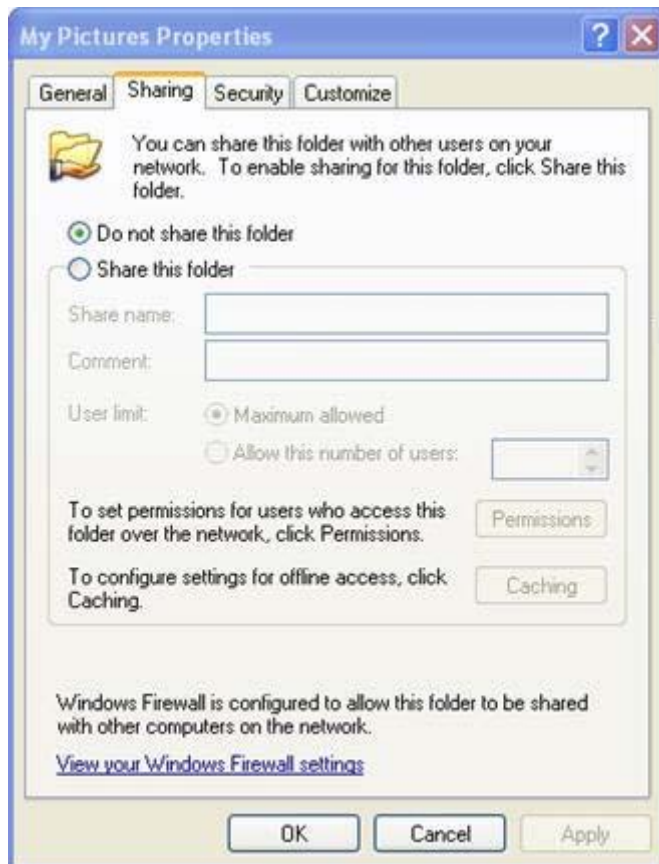 My Pictures Properties
General Sharing Security Customize
You can share this folder with other users on your
network. To enable sharing for this folder, click Share this
folder.
Do not share this folder
Share this folder
Share name:
Comment:
User limit: Maximum allowed
Allow this number of users:
To set permissions for users who access this
folder over the network, click Permissions.
Permissions
To configure settings for offline access, click
Caching.
Caching
Windows Firewall is configured to allow this folder to be shared
with other computers on the network.
View your Windows Firewall settings
OK Cancel Apply